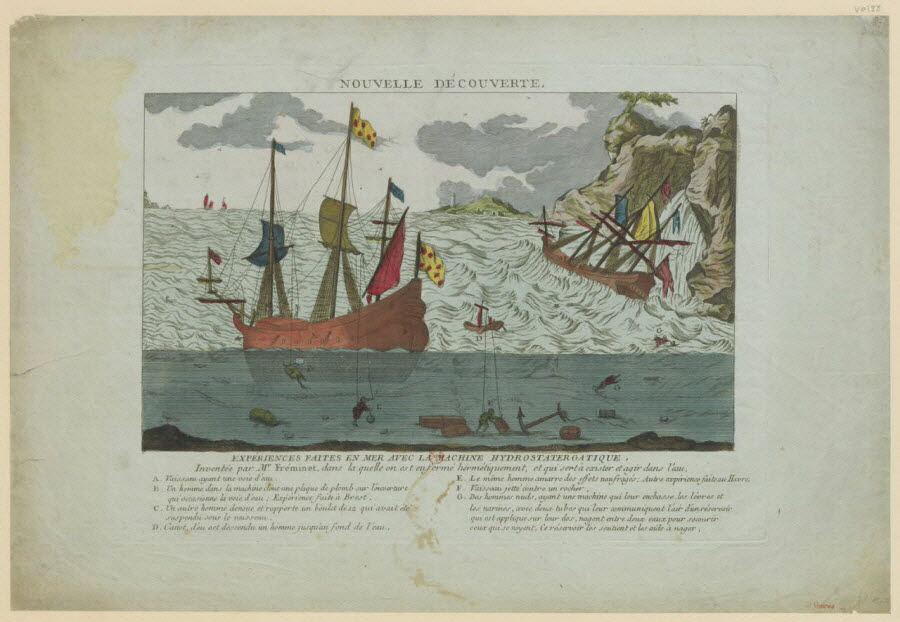 NOUVELLE DÉCOUVERTE.
D
EXPERIENCES FAITES EN MER AVEC LA MACHINE HYDROSTATERGATIQUE,
Inventée par Mr. Fréminet, dans la quelle on est enfermé hermétiquement, et qui sert à exister et agir dans l'eau.
A. Vaisseau ayant une voie d'eau
B. Un homme dans la machine cloue une plaque de plomb sur l'ouverture
qui occasionne la voie d'eau; Expérience faite à Brest.
C. Un autre homme dessend et rapporte un boulet de 12 qui avait été
suspendu sous le vaisseau.
D. Canot, d'où est dessendu un homme jusqu'au fond de l'eau.
E. Le même homme amarre des effets naufragés; Autre expérience faite au Havre.
F. Vaisseau jetté contre un rocher.
G. Des hommes nuds, ayant une machine qui leur enchasse les lèvres et
les narines, avec deux tubes qui leur communiquent l'air d'un réservoir
qui est appliqué sur leur dos, nagent entre deux eaux pour secourir
ceux qui se noyent. Ce réservoir les soutient et les aide à nager.